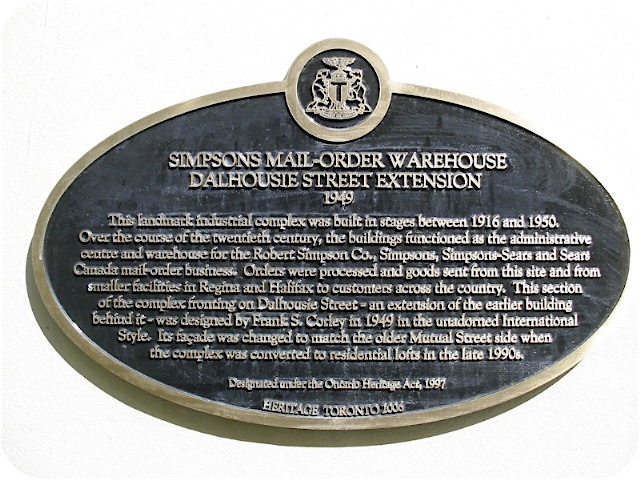 SIMPSONS MAIL-ORDER WAREHOUSE
DALHOUSIE STREET EXTENSION
1949
This landmark industrial complex was built in stages between 1916 and 1950.
Over the course of the twentieth century, the buildings functioned as the administrative
centre and warehouse for the Robert Simpson Co., Simpsons, Simpsons-Sears and Sears
Canada mail-order business. Orders were processed and goods sent from this site and from
smaller facilities in Regina and Halifax to customers across the country. This section
of the complex fronting on Dalhousie Street - an extension of the earlier building
behind it - was designed by Frank S. Corley in 1949 in the unadorned International
Style. Its façade was changed to match the older Mutual Street side when
the complex was converted to residential lofts in the late 1990s.
Designated under the Ontario Heritage Act, 1997
HERITAGE TORONTO 2006